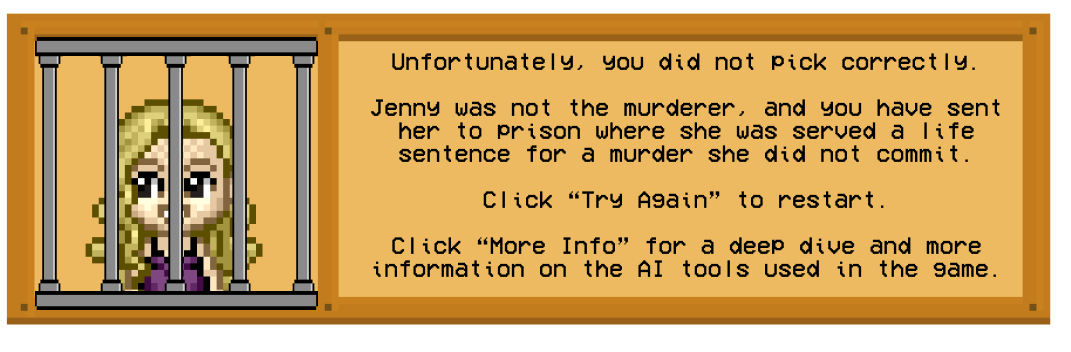 Unfortunately, you did not pick correctly.
Jenny was not the murderer, and you have sent
her to prison where she was served a life
sentence for a murder she did not commit.
Click “Try Again” to restart.
Click “More Info” for a deep dive and more
information on the AI tools used in the game.